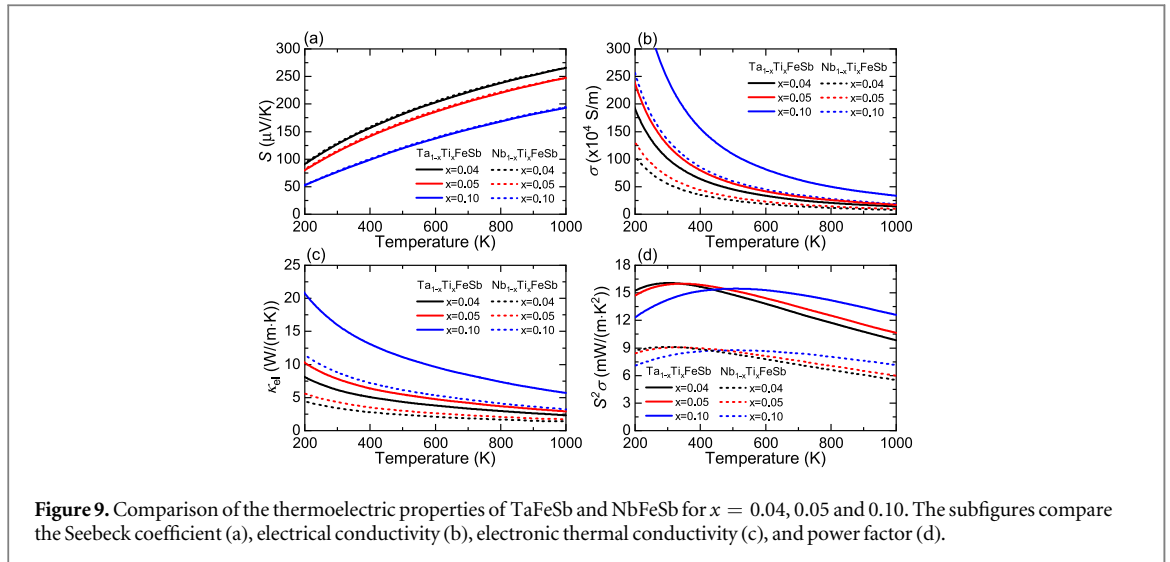 (a)
300
250
200
150
100
50
0
S (μV/K)
Ta1-xTixFeSb Nb1-xTixFeSb
x=0.04 x=0.04
x=0.05 x=0.05
x=0.10 x=0.10
200 400 600 800 1000
Temperature (K)
(b)
300
250
200
150
100
50
0
σ (x10⁴ S/m)
Ta1-xTixFeSb Nb1-xTixFeSb
x=0.04 x=0.04
x=0.05 x=0.05
x=0.10 x=0.10
200 400 600 800 1000
Temperature (K)
(c)
25
20
15
10
5
0
κel (W/(m·K))
Ta1-xTixFeSb Nb1-xTixFeSb
x=0.04 x=0.04
x=0.05 x=0.05
x=0.10 x=0.10
200 400 600 800 1000
Temperature (K)
(d)
18
15
12
9
6
3
0
S²σ (mW/(m·K²))
Ta1-xTixFeSb Nb1-xTixFeSb
x=0.04 x=0.04
x=0.05 x=0.05
x=0.10 x=0.10
200 400 600 800 1000
Temperature (K)
Figure 9. Comparison of the thermoelectric properties of TaFeSb and NbFeSb for x = 0.04, 0.05 and 0.10. The subfigures compare
the Seebeck coefficient (a), electrical conductivity (b), electronic thermal conductivity (c), and power factor (d).